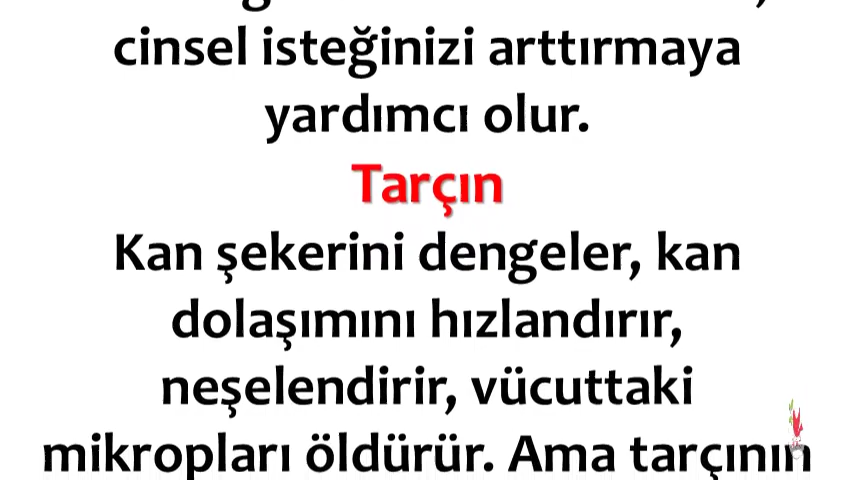 cinsel isteğinizi arttırmaya
yardımcı olur.
Tarçın
Kan şekerini dengeler, kan
dolaşımını hızlandırır,
neşelendirir, vücuttaki
mikropları öldürür. Ama tarçının